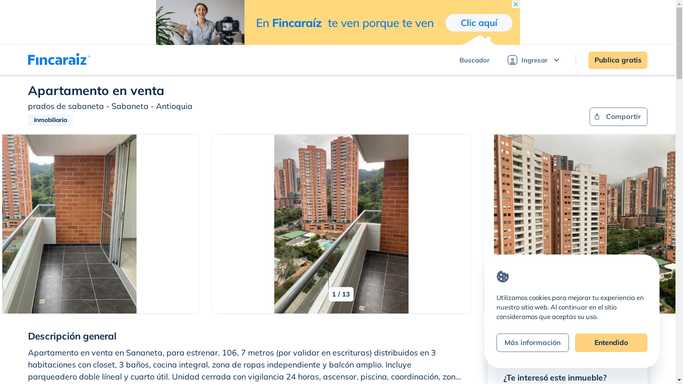 En Fincaraíz te ven porque te ven
Clic aquí
Fincaraíz
Buscador
Ingresar
Publica gratis
Apartamento en venta
prados de sabaneta - Sabaneta - Antioquia
Inmobiliaria
Compartir
1 / 13
Descripción general
Apartamento en venta en Sananeta, para estrenar. 106, 7 metros (por validar en escrituras) distribuidos en 3
habitaciones con closet, 3 baños, cocina integral, zona de ropas independiente y balcón amplio. Incluye
parqueadero doble líneal y cuarto útil. Unidad cerrada con vigilancia 24 horas, ascensor, piscina, coordinación, zon...
Utilizamos cookies para mejorar tu experiencia en
nuestro sitio web. Al continuar en el sitio
consideramos que aceptas su uso.
Más información
Entendido
¿Te interesó este inmueble?